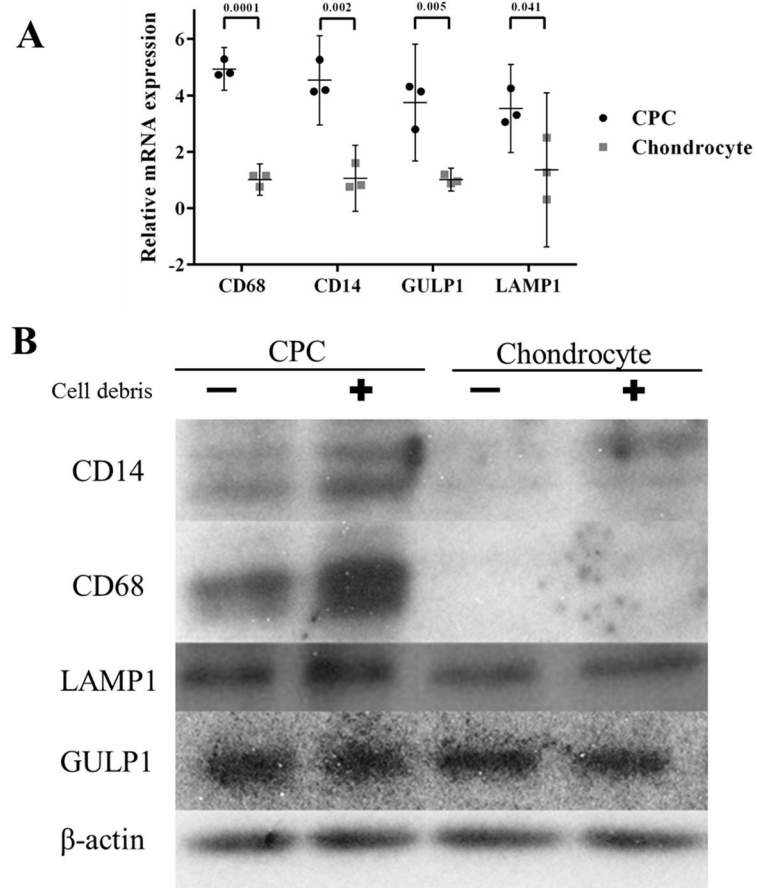 A
0.0001 0.002 0.005 0.041
Relative mRNA expression
6
4
2
0
-2
CPC
Chondrocyte
CD68 CD14 GULP1 LAMP1
B
CPC Chondrocyte
Cell debris − + − +
CD14
CD68
LAMP1
GULP1
β-actin